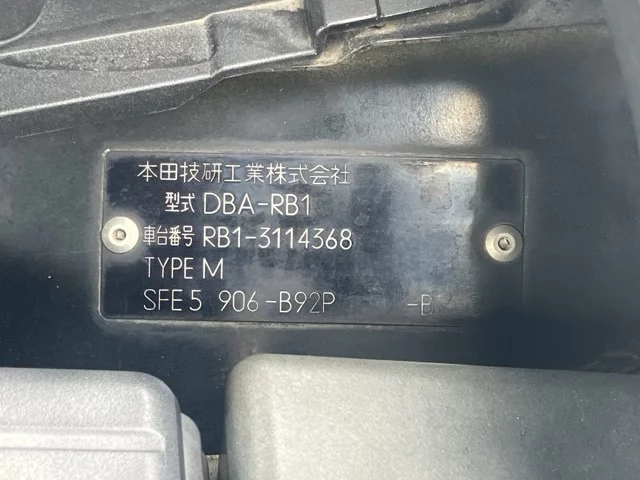 本田技研工業株式会社
型式 DBA-RB1
車台番号 RB1-3114368
TYPE M
SFE5 906-B92P